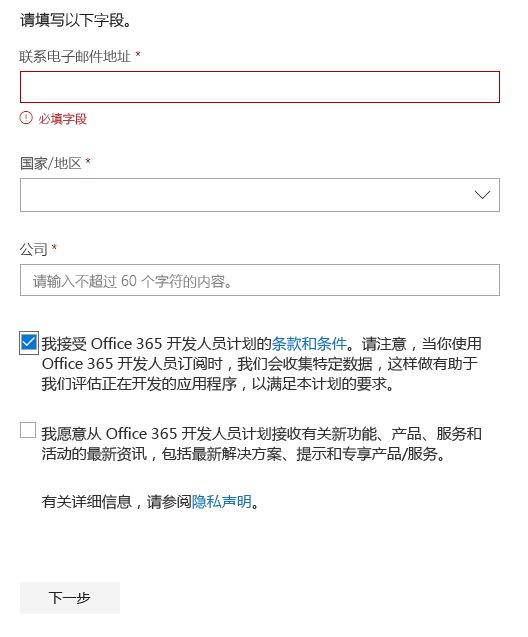 请填写以下字段。
联系电子邮件地址 *
必填字段
国家/地区 *
公司 *
请输入不超过 60 个字符的内容。
我接受 Office 365 开发人员计划的条款和条件。请注意，当你使用
Office 365 开发人员订阅时，我们会收集特定数据，这样做有助于
我们评估正在开发的应用程序，以满足本计划的要求。
我愿意从 Office 365 开发人员计划接收有关新功能、产品、服务和
活动的最新资讯，包括最新解决方案、提示和专享产品/服务。
有关详细信息，请参阅隐私声明。
下一步